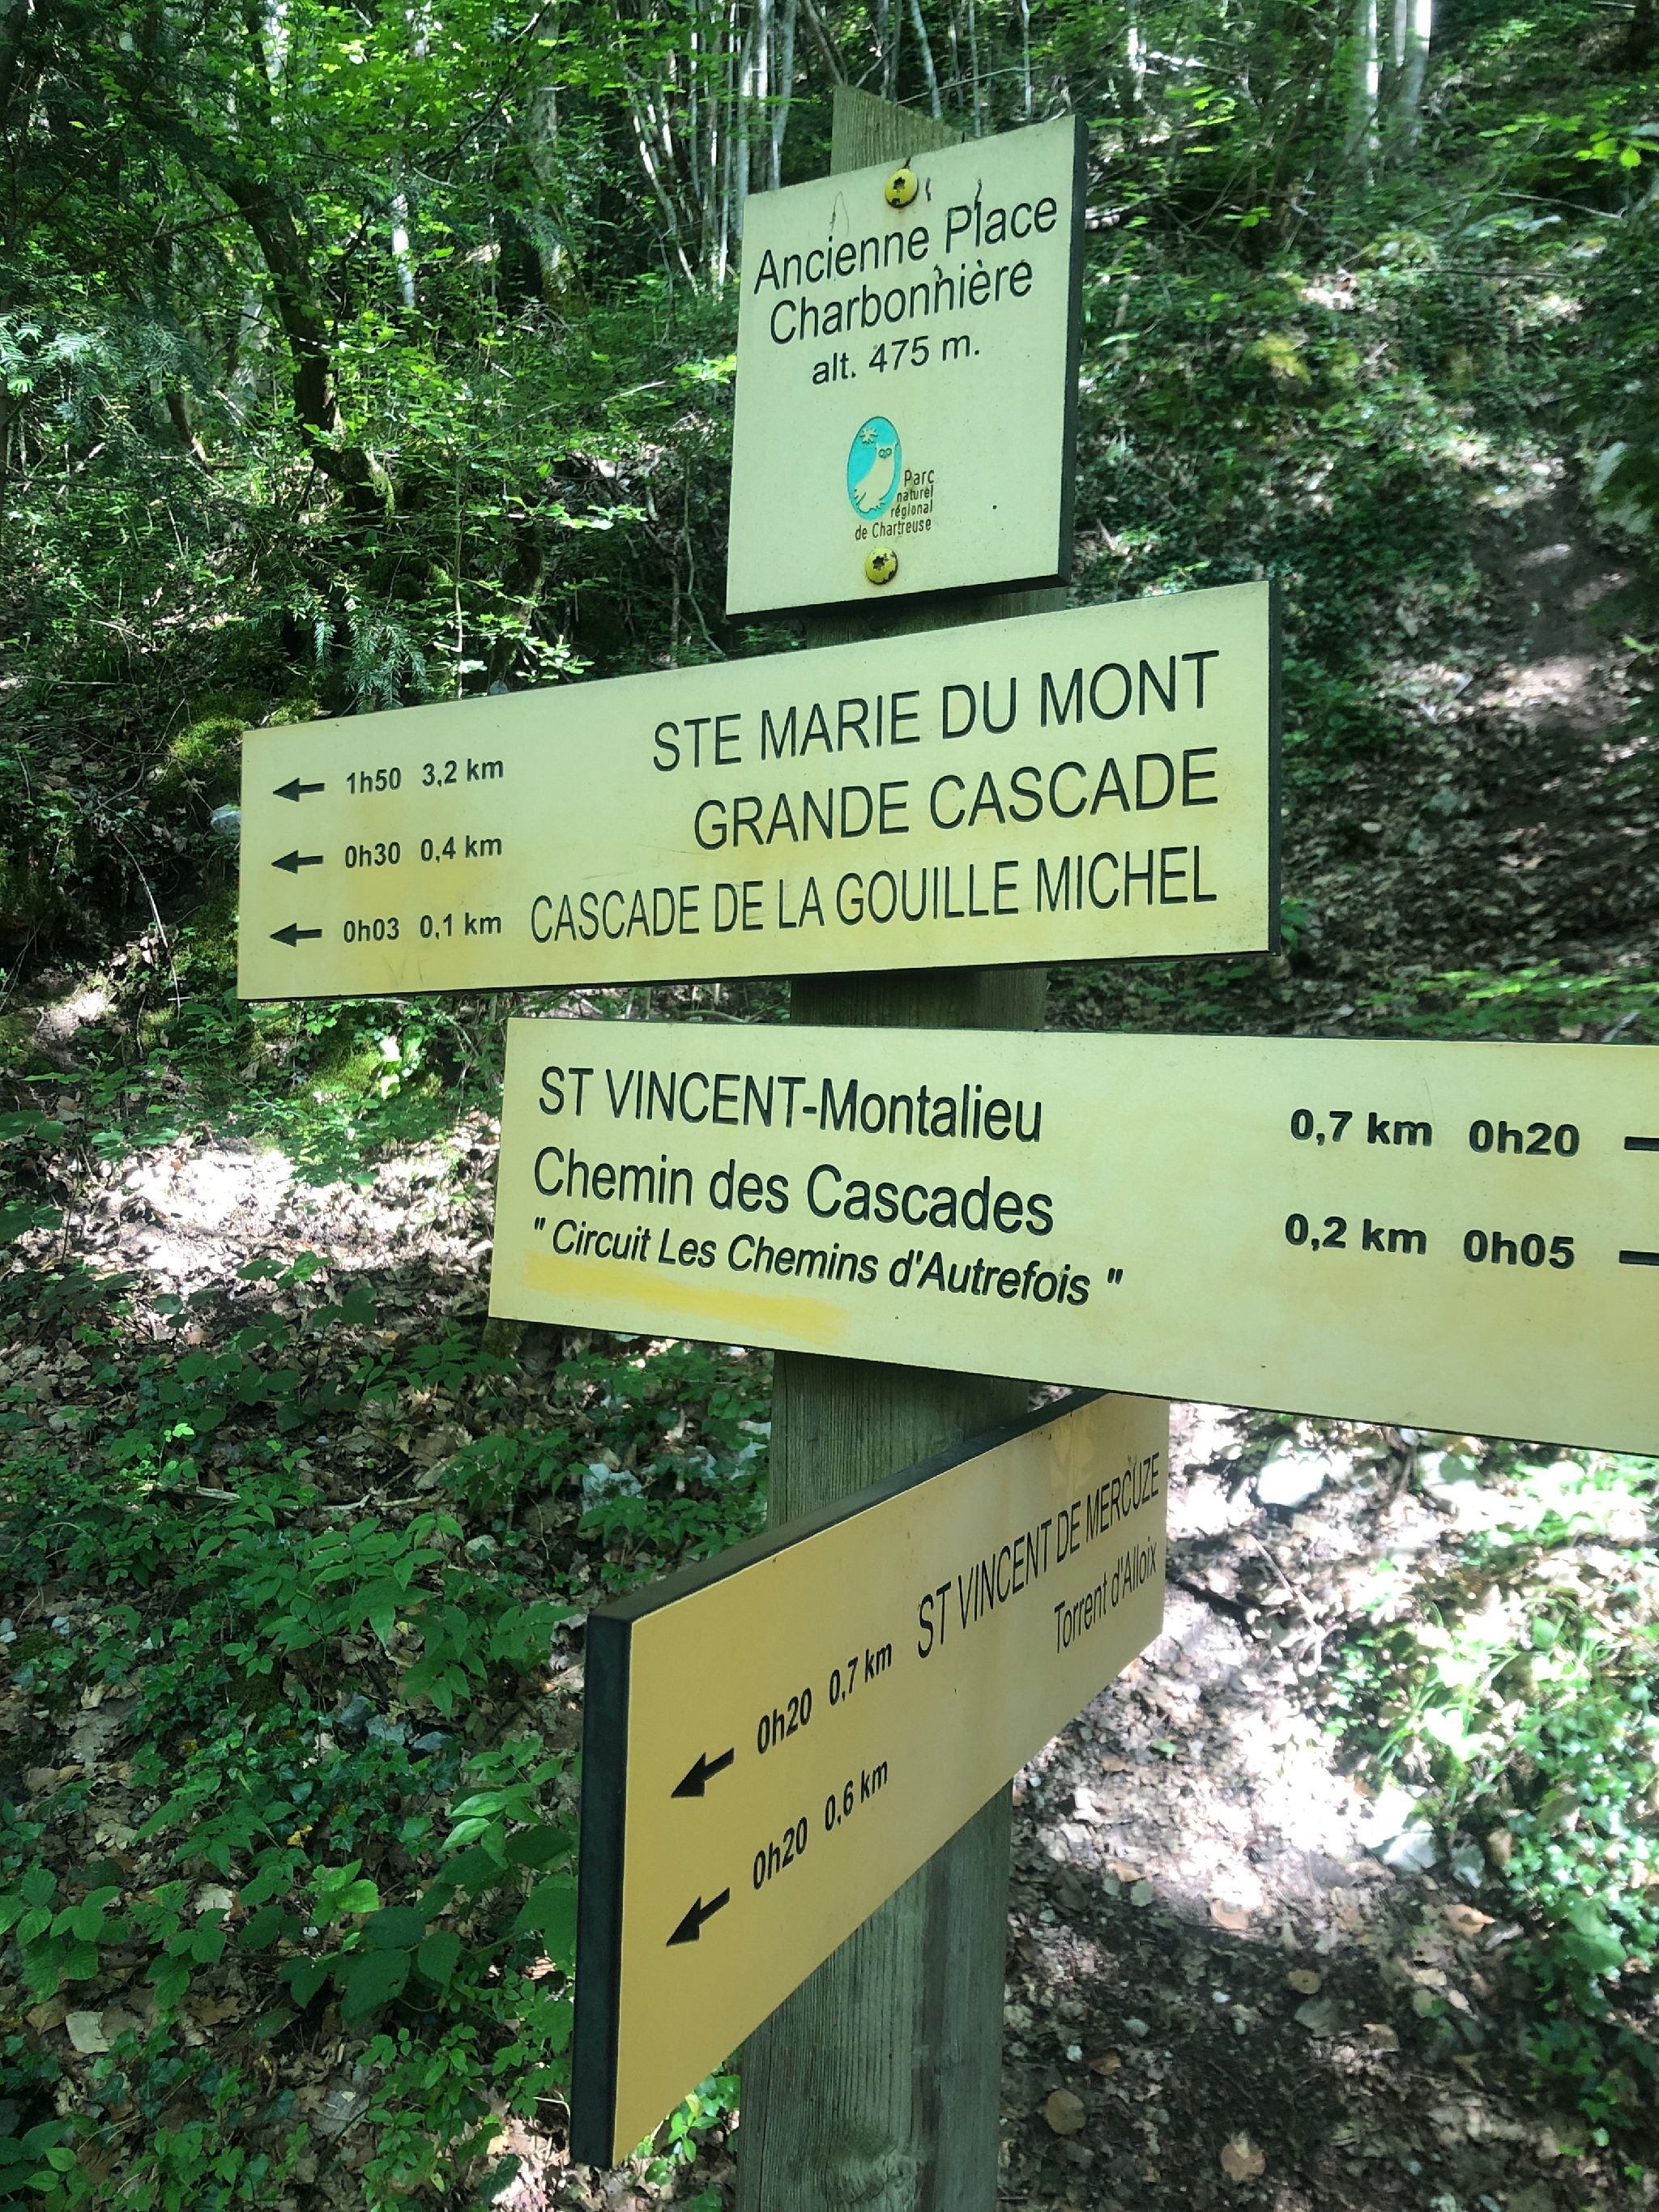 Ancienne Place
Charbonnière
alt. 475 m.
Parc
naturel
régional
de Chartreuse
1h50 3,2 km STE MARIE DU MONT
0h30 0,4 km GRANDE CASCADE
0h03 0,1 km CASCADE DE LA GOUILLE MICHEL
ST VINCENT-Montalieu 0,7 km 0h20
Chemin des Cascades 0,2 km 0h05
" Circuit Les Chemins d'Autrefois "
0h20 0,7 km ST VINCENT DE MERCUZE
0h20 0,6 km Torrent d'Alloix